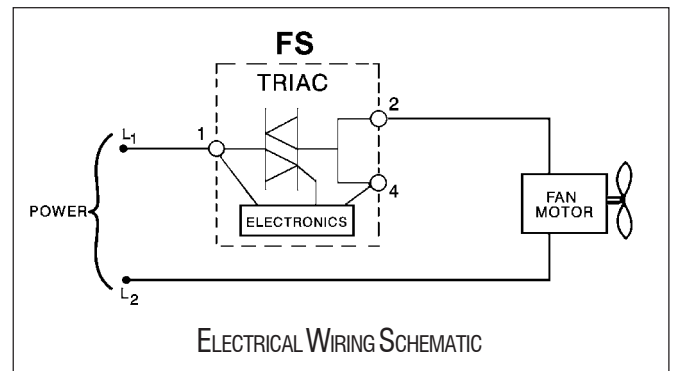 FS
TRIAC
1
2
L1
4
POWER
ELECTRONICS
FAN
MOTOR
L2
ELECTRICAL WIRING SCHEMATIC